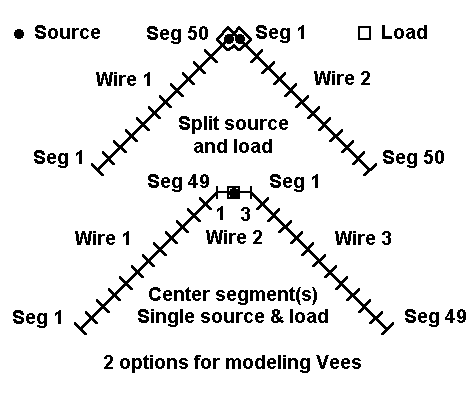 Source Seg 50 Seg 1 Load
Wire 1 Wire 2
Split source
and load
Seg 1 Seg 50
Seg 49 Seg 1
1 3
Wire 1 Wire 2 Wire 3
Center segment(s)
Single source & load
Seg 1 Seg 49
2 options for modeling Vees